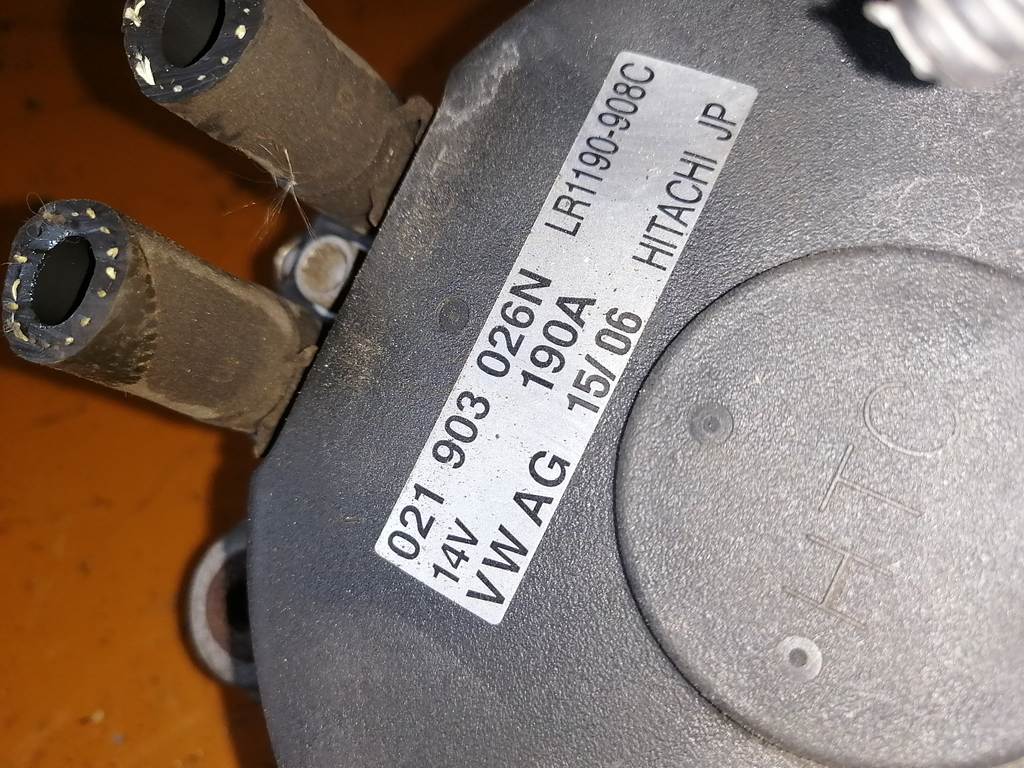 021 903 026N LR1190-908C
14V 190A
VW AG 15/06 HITACHI JP
HTC